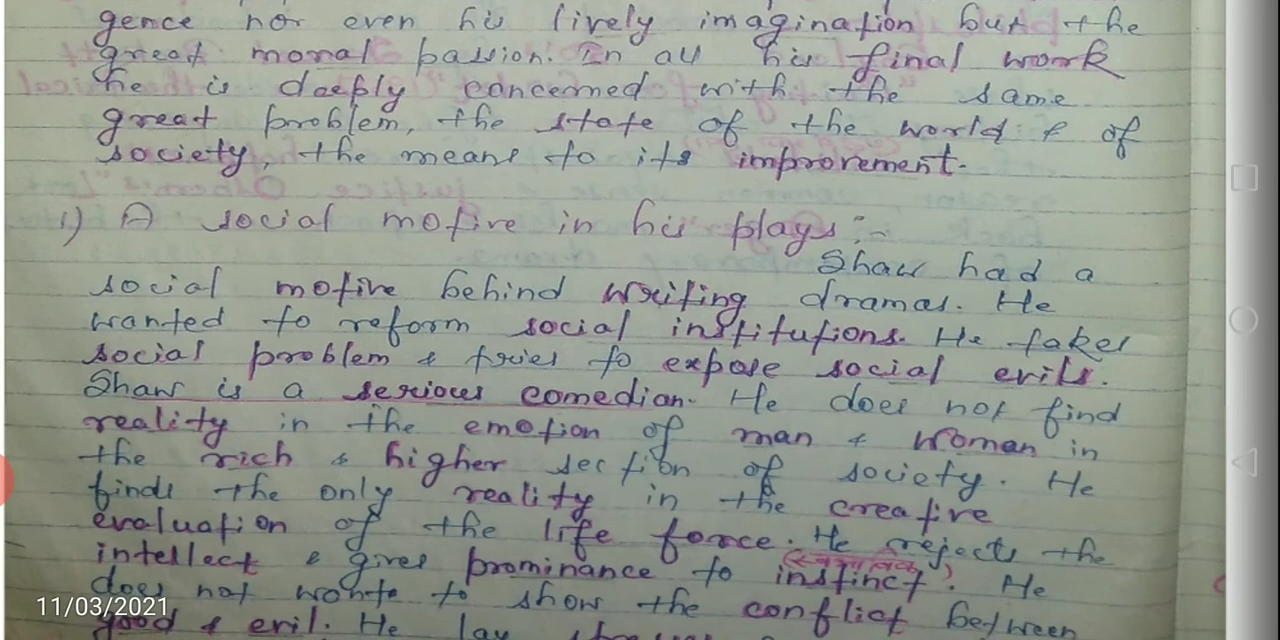 gence nor even his lively imagination but the
great moral passion. In all his final work
he is deeply concerned with the same
great problem, the state of the world & of
society, the means to its improvement.
1) A social motive in his plays :-
Shaw had a
social motive behind writing dramas. He
wanted to reform social institutions. He takes
social problem & tries to expose social evils.
Shaw is a serious comedian. He does not find
reality in the emotion of man & woman in
the rich & higher section of society. He
finds the only reality in the creative
evaluation of the life force. He rejects the
intellect & gives prominance to instinct. He
does not wants to show the conflict between
good & evil. He lay
11/03/2021